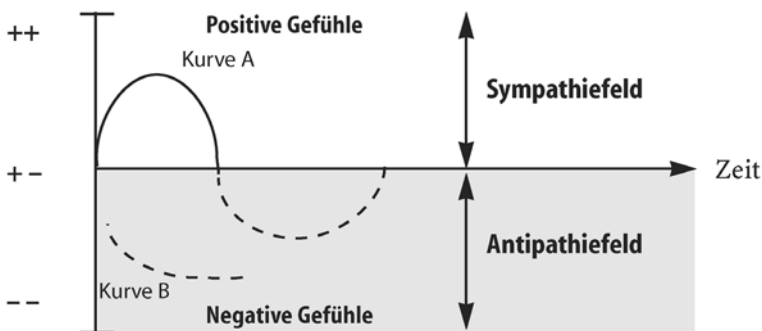 ++
Positive Gefühle
Kurve A
Sympathiefeld
+-
Zeit
Antipathiefeld
Kurve B
--
Negative Gefühle